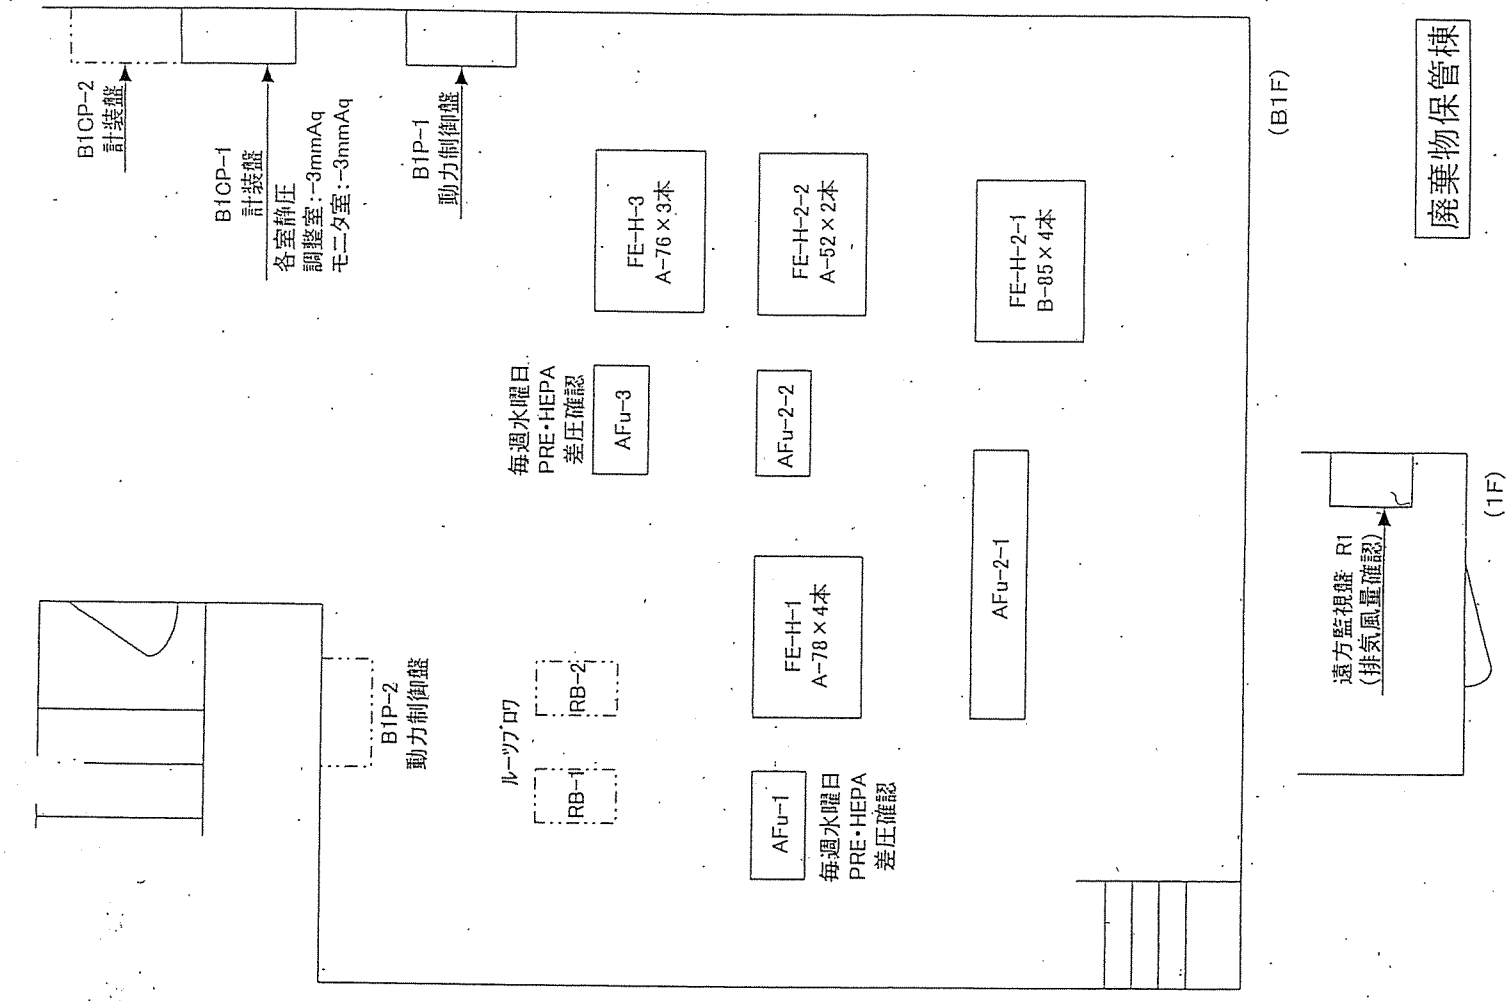 廃棄物保管棟
B1CP-2
計装盤
B1CP-1
計装盤
各室静圧
調整室:-3mmAq
モニタ室:-3mmAq
B1P-1
動力制御盤
FE-H-3
A-76×3本
FE-H-2-2
A-52×2本
FE-H-2-1
B-85×4本
(B1F)
毎週水曜日
PRE・HEPA
差圧確認
AFu-3
AFu-2-2
B1P-2
動力制御盤
ルーツブロワ
RB-1
RB-2
FE-H-1
A-78×4本
AFu-2-1
AFu-1
毎週水曜日
PRE・HEPA
差圧確認
遠方監視盤 R1
(排気風量確認)
(1F)